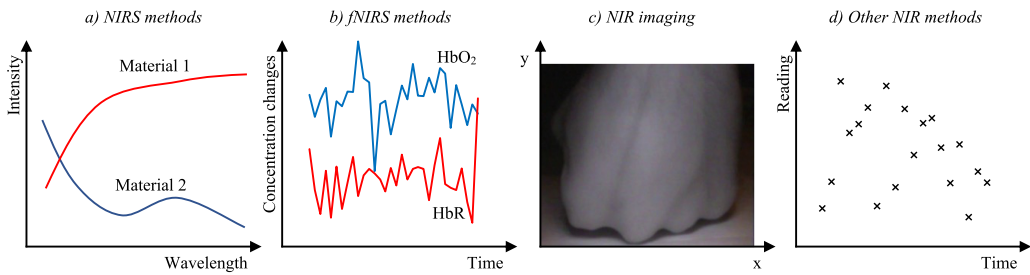 a) NIRS methods
b) fNIRS methods
c) NIR imaging
d) Other NIR methods
Intensity
Material 1
Material 2
Wavelength
Concentration changes
HbO₂
HbR
Time
y
x
Reading
Time